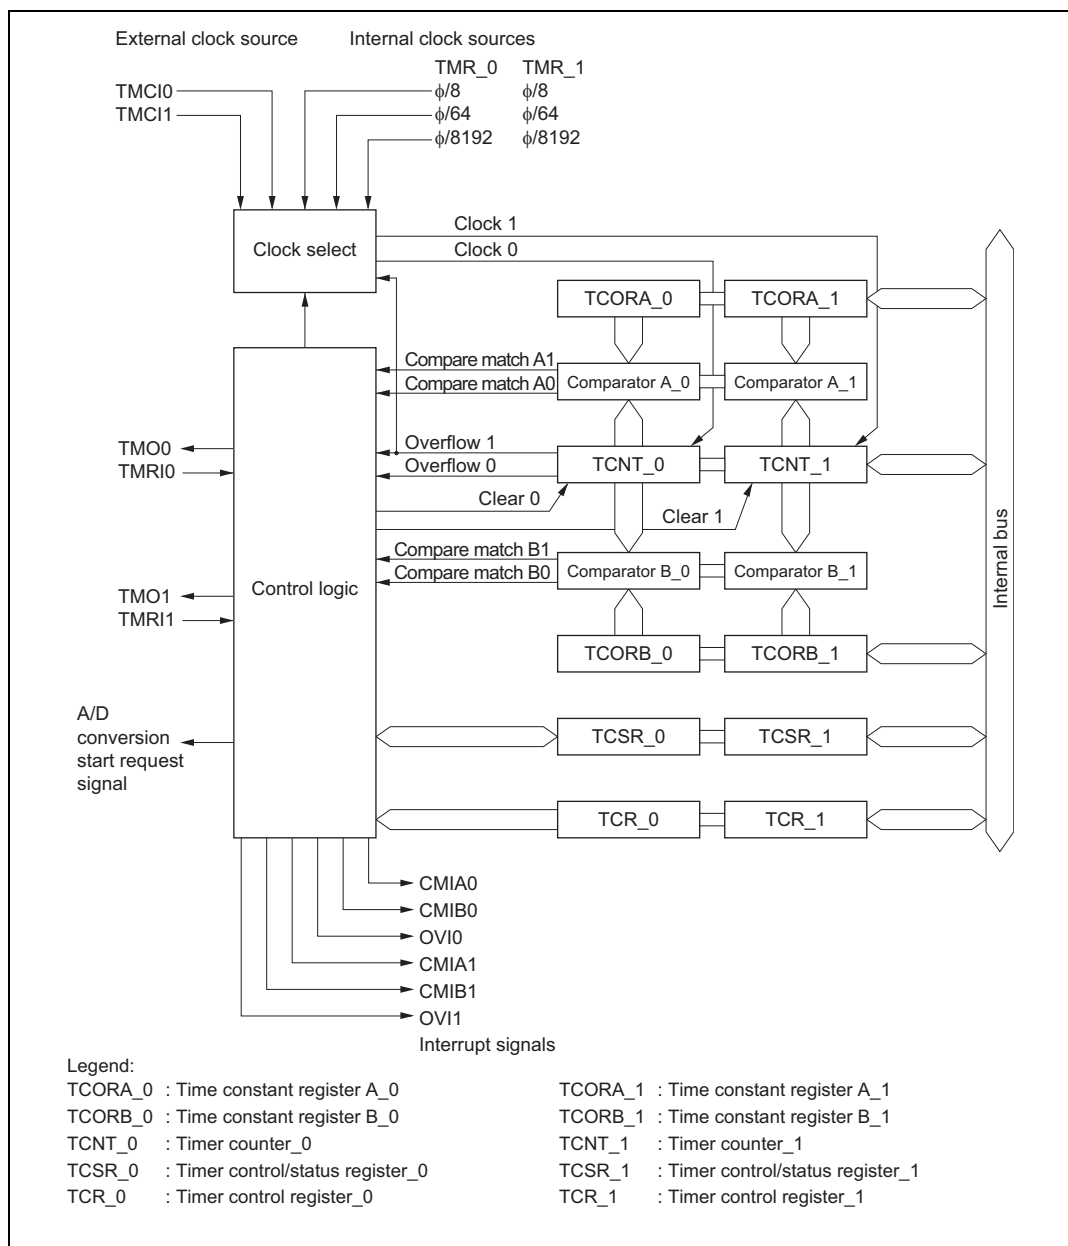 External clock source
Internal clock sources
TMR_0 TMR_1
TMCI0
ϕ/8 ϕ/8
TMCI1
ϕ/64 ϕ/64
ϕ/8192 ϕ/8192
Clock select
Clock 1
Clock 0
TCORA_0
TCORA_1
Compare match A1
Compare match A0
Comparator A_0
Comparator A_1
TMO0
TMRI0
Overflow 1
Overflow 0
TCNT_0
TCNT_1
Clear 0
Clear 1
Internal bus
Compare match B1
Compare match B0
Comparator B_0
Comparator B_1
Control logic
TMO1
TMRI1
TCORB_0
TCORB_1
A/D
conversion
start request
signal
TCSR_0
TCSR_1
TCR_0
TCR_1
CMIA0
CMIB0
OVI0
CMIA1
CMIB1
OVI1
Interrupt signals
Legend:
TCORA_0 : Time constant register A_0
TCORB_0 : Time constant register B_0
TCNT_0 : Timer counter_0
TCSR_0 : Timer control/status register_0
TCR_0 : Timer control register_0
TCORA_1 : Time constant register A_1
TCORB_1 : Time constant register B_1
TCNT_1 : Timer counter_1
TCSR_1 : Timer control/status register_1
TCR_1 : Timer control register_1